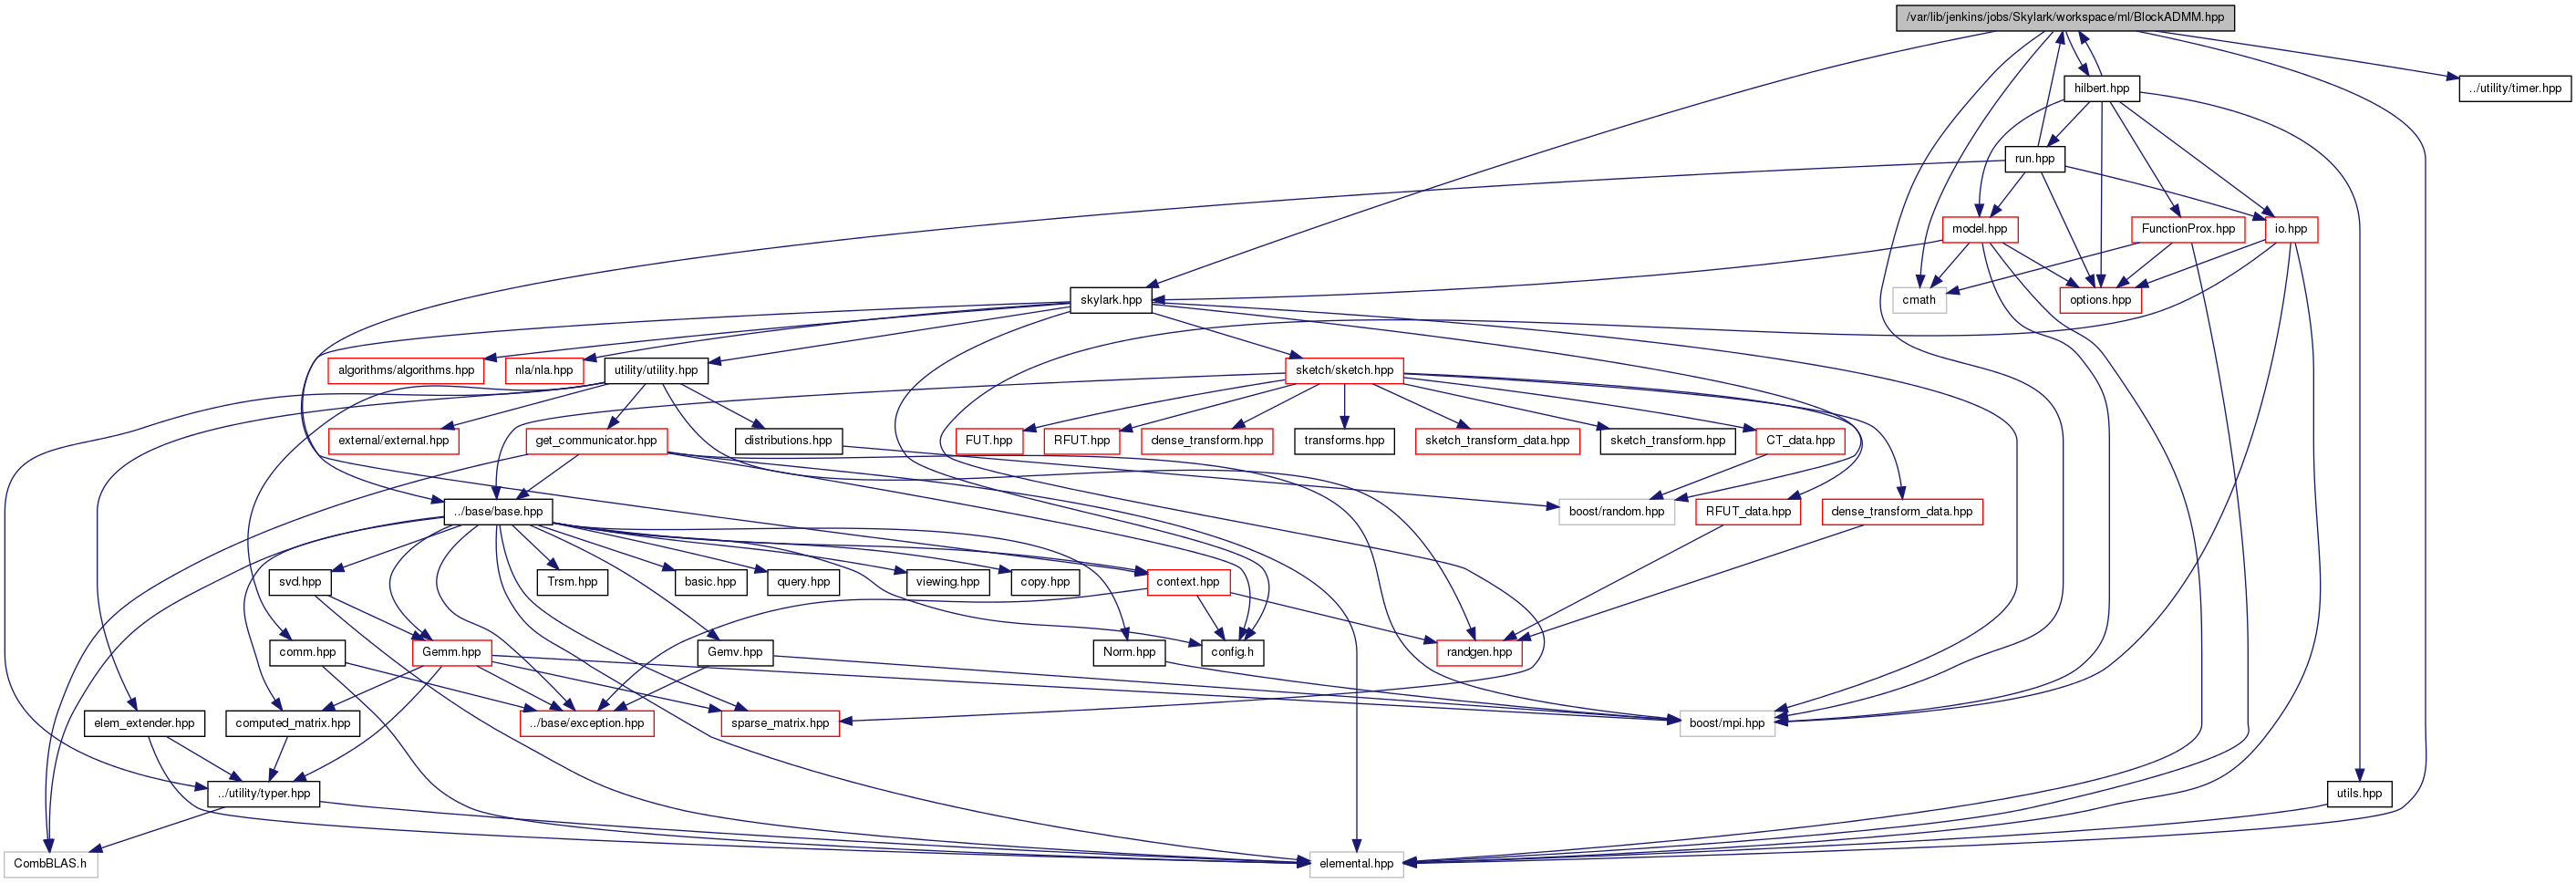 /var/lib/jenkins/jobs/Skylark/workspace/ml/BlockADMM.hpp
hilbert.hpp
../utility/timer.hpp
run.hpp
model.hpp
FunctionProx.hpp
io.hpp
skylark.hpp
cmath
options.hpp
algorithms/algorithms.hpp
nla/nla.hpp
utility/utility.hpp
sketch/sketch.hpp
external/external.hpp
get_communicator.hpp
distributions.hpp
FUT.hpp
RFUT.hpp
dense_transform.hpp
transforms.hpp
sketch_transform_data.hpp
sketch_transform.hpp
CT_data.hpp
../base/base.hpp
boost/random.hpp
RFUT_data.hpp
dense_transform_data.hpp
svd.hpp
Trsm.hpp
basic.hpp
query.hpp
viewing.hpp
copy.hpp
context.hpp
comm.hpp
Gemm.hpp
Gemv.hpp
Norm.hpp
config.h
randgen.hpp
elem_extender.hpp
computed_matrix.hpp
../base/exception.hpp
sparse_matrix.hpp
boost/mpi.hpp
../utility/typer.hpp
utils.hpp
CombBLAS.h
elemental.hpp